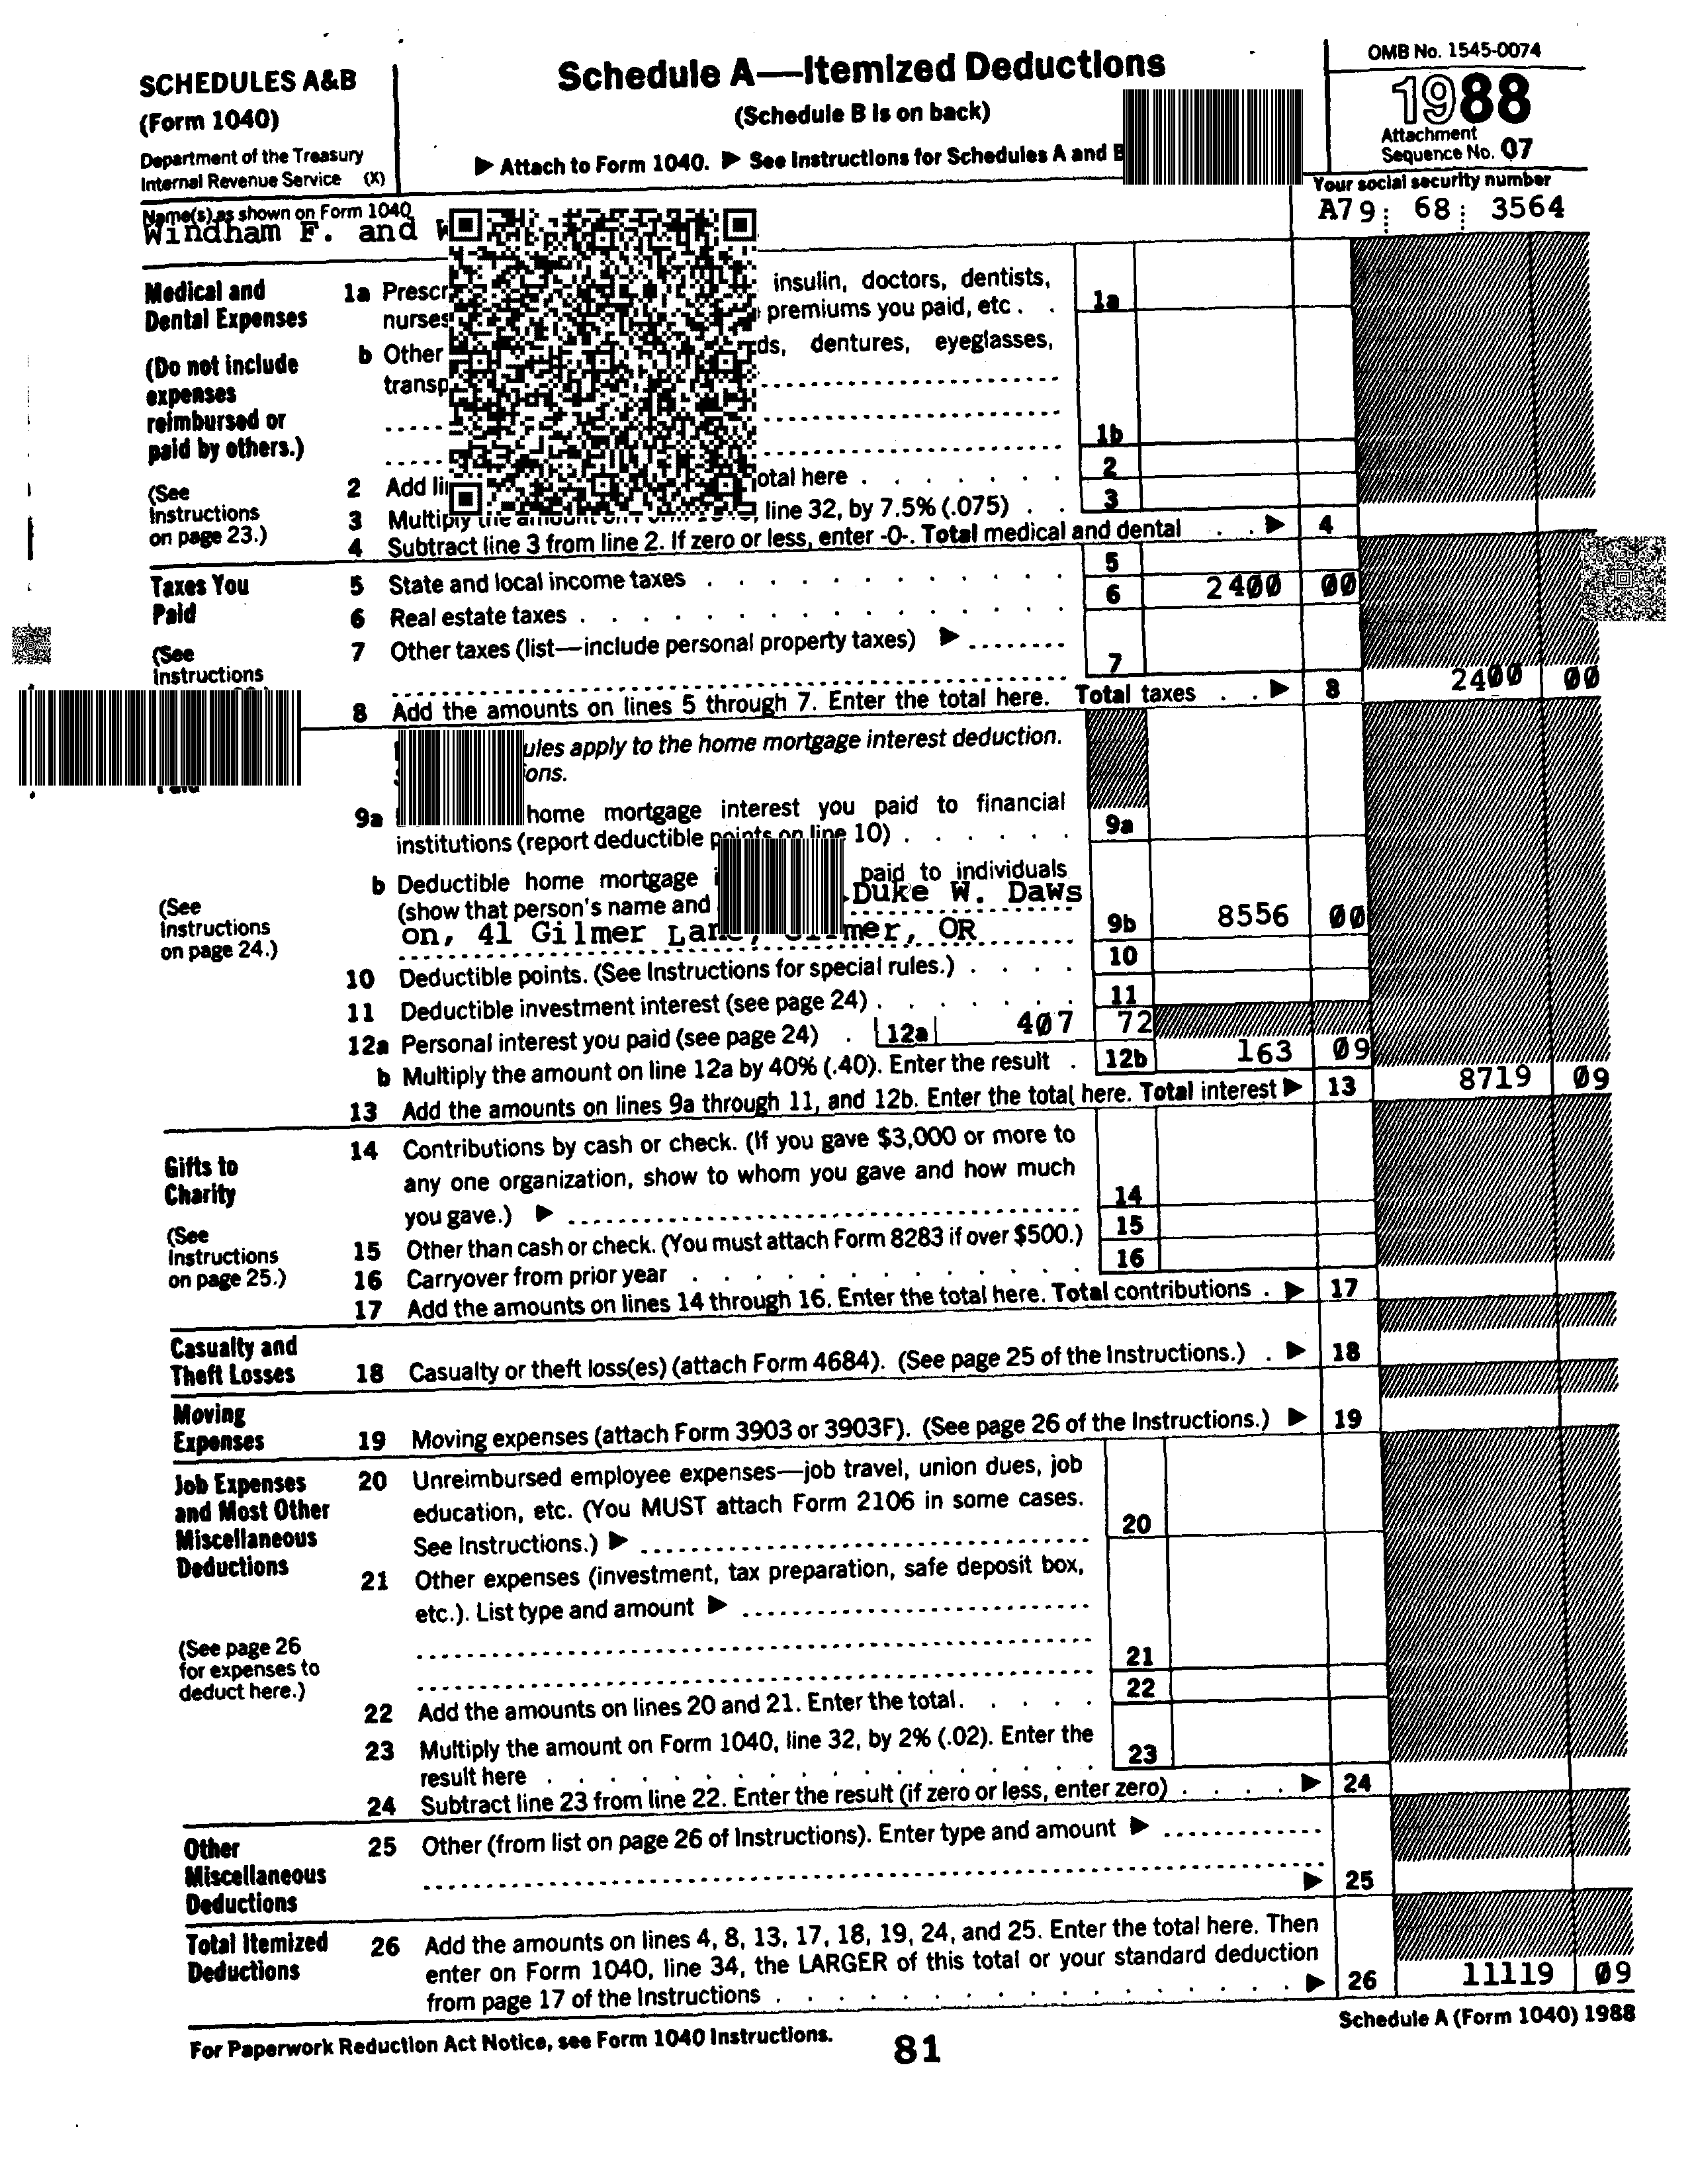 SCHEDULES A&B
(Form 1040)
Department of the Treasury
Internal Revenue Service (X)
Schedule A—Itemized Deductions
(Schedule B is on back)
▶ Attach to Form 1040. ▶ See Instructions for Schedules A and B
OMB No. 1545-0074
1988
Attachment
Sequence No. 07
Name(s) as shown on Form 1040
Windham F. and
Your social security number
A79 68 3564
Medical and
Dental Expenses
(Do not include
expenses
reimbursed or
paid by others.)
(See
Instructions
on page 23.)
1a insulin, doctors, dentists,
premiums you paid, etc . . 1a
b Other dentures, eyeglasses,
1b
2 Add total here . . . . . . . 2
3 Multiply the amount on line 32, by 7.5% (.075) . . 3
4 Subtract line 3 from line 2. If zero or less, enter -0-. Total medical and dental . . ▶ 4
Taxes You
Paid
(See
Instructions
5 State and local income taxes . . . . . . . . . . . . 5
6 Real estate taxes . . . . . . . . . . . . . . 6 2400 00
7 Other taxes (list—include personal property taxes) ▶ 7
8 Add the amounts on lines 5 through 7. Enter the total here. Total taxes . . ▶ 8 2400 00
apply to the home mortgage interest deduction.
(See
Instructions
on page 24.)
9a home mortgage interest you paid to financial
institutions (report deductible points on line 10) . . . . . . 9a
b Deductible home mortgage paid to individuals
(show that person's name and Duke W. Daws
on, 41 Gilmer Lane, Gilmer, OR 9b 8556 00
10 Deductible points. (See Instructions for special rules.) . . . . 10
11 Deductible investment interest (see page 24) . . . . . . . 11
12a Personal interest you paid (see page 24) . 12a 407 72
b Multiply the amount on line 12a by 40% (.40). Enter the result . 12b 163 09
13 Add the amounts on lines 9a through 11, and 12b. Enter the total here. Total interest ▶ 13 8719 09
Gifts to
Charity
(See
Instructions
on page 25.)
14 Contributions by cash or check. (If you gave $3,000 or more to
any one organization, show to whom you gave and how much
you gave.) ▶ 14
15 Other than cash or check. (You must attach Form 8283 if over $500.) 15
16 Carryover from prior year . . . . . . . . . . . . 16
17 Add the amounts on lines 14 through 16. Enter the total here. Total contributions . ▶ 17
Casualty and
Theft Losses
18 Casualty or theft loss(es) (attach Form 4684). (See page 25 of the Instructions.) . ▶ 18
Moving
Expenses
19 Moving expenses (attach Form 3903 or 3903F). (See page 26 of the Instructions.) ▶ 19
Job Expenses
and Most Other
Miscellaneous
Deductions
(See page 26
for expenses to
deduct here.)
20 Unreimbursed employee expenses—job travel, union dues, job
education, etc. (You MUST attach Form 2106 in some cases.
See Instructions.) ▶ 20
21 Other expenses (investment, tax preparation, safe deposit box,
etc.). List type and amount ▶
21
22 Add the amounts on lines 20 and 21. Enter the total. . . . . 22
23 Multiply the amount on Form 1040, line 32, by 2% (.02). Enter the
result here . . . . . . . . . . . . . . 23
24 Subtract line 23 from line 22. Enter the result (if zero or less, enter zero) . . . . ▶ 24
Other
Miscellaneous
Deductions
25 Other (from list on page 26 of Instructions). Enter type and amount ▶
▶ 25
Total Itemized
Deductions
26 Add the amounts on lines 4, 8, 13, 17, 18, 19, 24, and 25. Enter the total here. Then
enter on Form 1040, line 34, the LARGER of this total or your standard deduction
from page 17 of the Instructions . . . . . . . . . . . . . . . ▶ 26 11119 09
For Paperwork Reduction Act Notice, see Form 1040 Instructions.
81
Schedule A (Form 1040) 1988